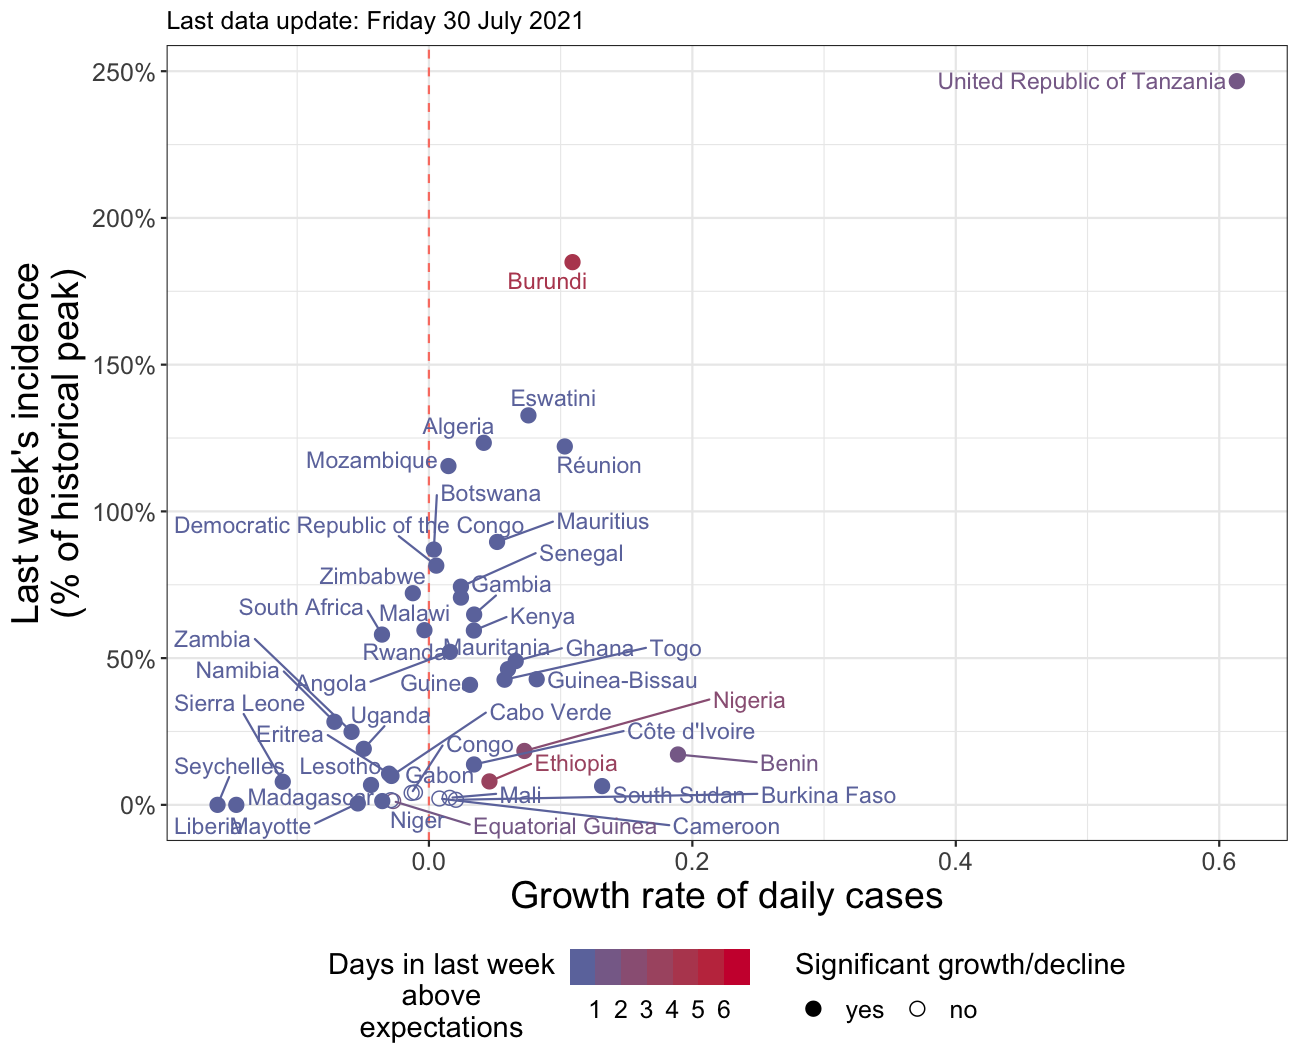 Last data update: Friday 30 July 2021
Last week's incidence
(% of historical peak)
250%
200%
150%
100%
50%
0%
United Republic of Tanzania
Burundi
Eswatini
Algeria
Réunion
Mozambique
Botswana
Democratic Republic of the Congo
Mauritius
Senegal
Zimbabwe
Gambia
South Africa
Malawi
Kenya
Zambia
Rwanda
Mauritania
Ghana
Togo
Namibia
Angola
Guinea
Guinea-Bissau
Sierra Leone
Uganda
Cabo Verde
Nigeria
Eritrea
Congo
Côte d'Ivoire
Seychelles
Lesotho
Gabon
Ethiopia
Benin
Madagascar
Mali
South Sudan
Burkina Faso
Liberia
Mayotte
Niger
Equatorial Guinea
Cameroon
0.0 0.2 0.4 0.6
Growth rate of daily cases
Days in last week
above
expectations
1 2 3 4 5 6
Significant growth/decline
yes no